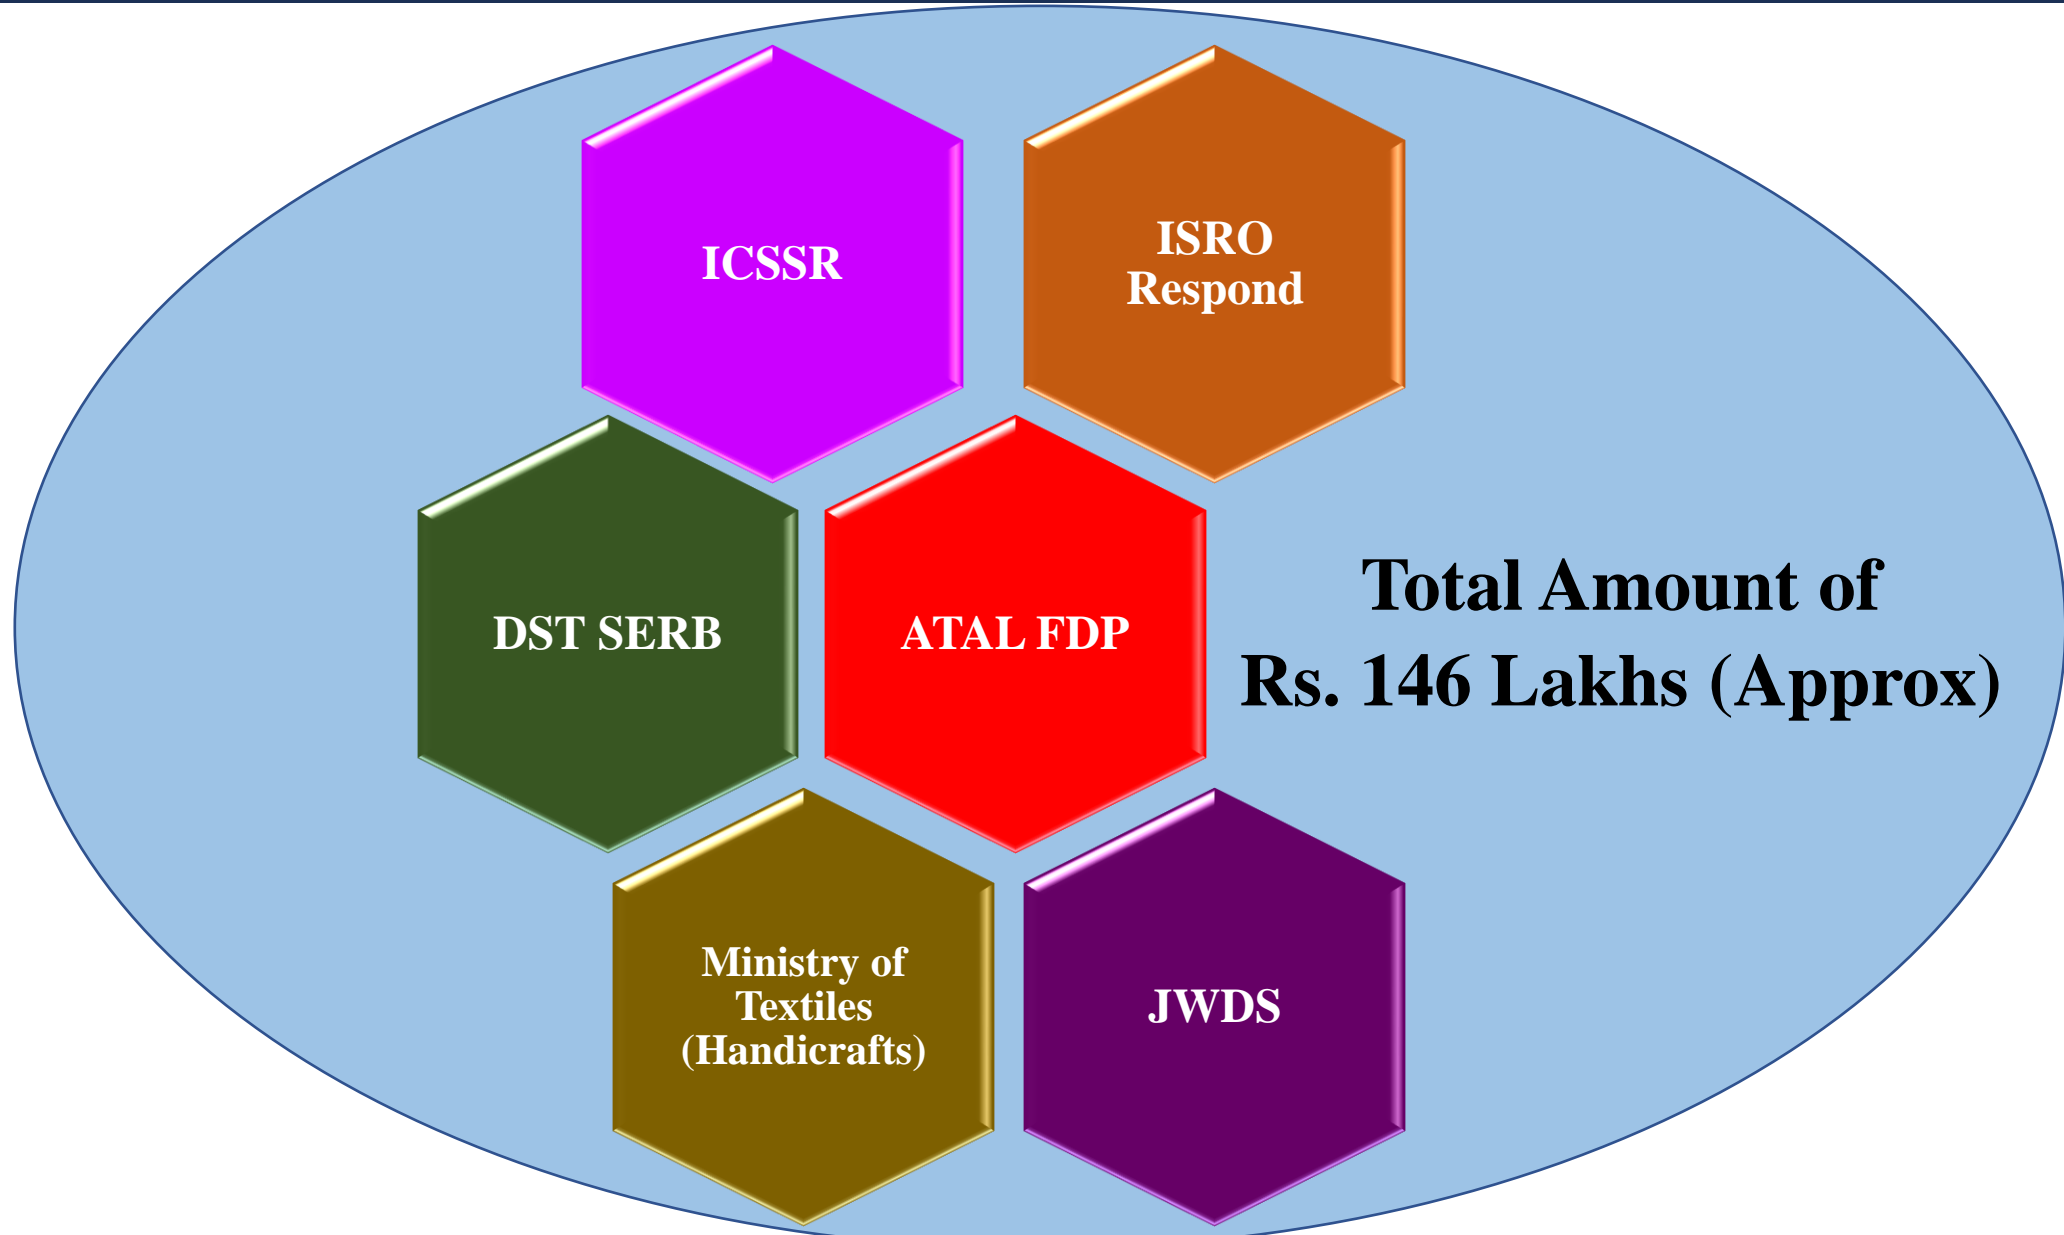 ICSSR
ISRO
Respond
DST SERB
ATAL FDP
Total Amount of
Rs. 146 Lakhs (Approx)
Ministry of
Textiles
(Handicrafts)
JWDS